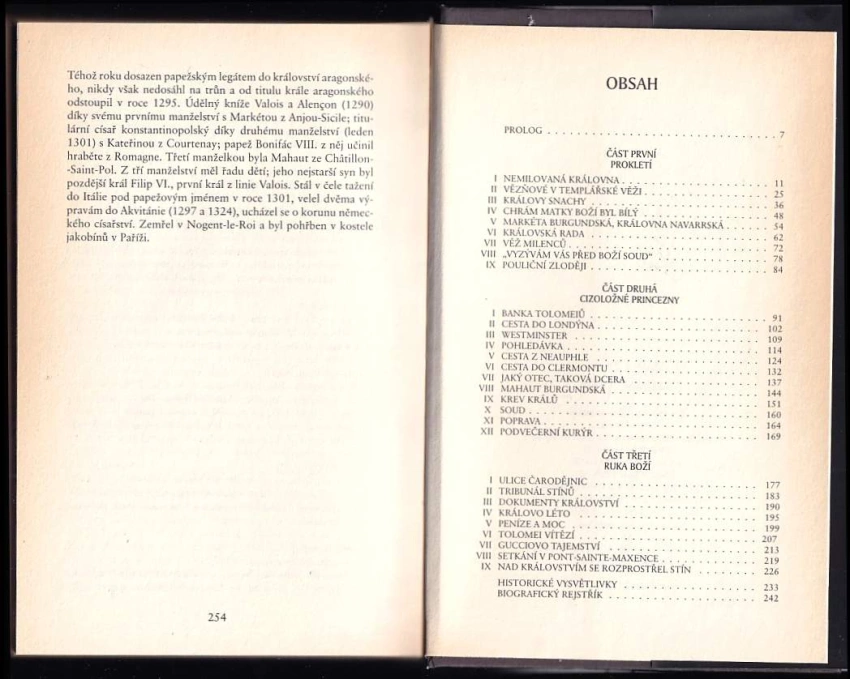 Téhož roku dosazen papežským legátem do království aragonské-
ho, nikdy však nedosáhl na trůn a od titulu krále aragonského
odstoupil v roce 1295. Údělný kníže Valois a Alençon (1290)
díky svému prvnímu manželství s Markétou z Anjou-Sicile; titu-
lární císař konstantinopolský díky druhému manželství (leden
1301) s Kateřinou z Courtenay; papež Bonifác VIII. z něj učinil
hraběte z Romagne. Třetí manželkou byla Mahaut ze Châtillon-
-Saint-Pol. Z tří manželství měl řadu dětí; jeho nejstarší syn byl
pozdější král Filip VI., první král z linie Valois. Stál v čele tažení
do Itálie pod papežovým jménem v roce 1301, velel dvěma vý-
pravám do Akvitánie (1297 a 1324), ucházel se o korunu němec-
kého císařství. Zemřel v Nogent-le-Roi a byl pohřben v kostele
jakobínů v Paříži.
254
OBSAH
PROLOG . . . 7
ČÁST PRVNÍ
PROKLETÍ
I NEMILOVANÁ KRÁLOVNA . . . 11
II VĚZŇOVÉ V TEMPLÁŘSKÉ VĚŽI . . . 25
III KRÁLOVY SNACHY . . . 36
IV CHRÁM MATKY BOŽÍ BYL BÍLÝ . . . 48
V MARKÉTA BURGUNDSKÁ, KRÁLOVNA NAVARRSKÁ . . . 54
VI KRÁLOVSKÁ RADA . . . 62
VII VĚŽ MILENCŮ . . . 72
VIII „VYZÝVÁM VÁS PŘED BOŽÍ SOUD“ . . . 78
IX POULIČNÍ ZLODĚJI . . . 84
ČÁST DRUHÁ
CIZOLOŽNÉ PRINCEZNY
I BANKA TOLOMEJŮ . . . 91
II CESTA DO LONDÝNA . . . 102
III WESTMINSTER . . . 109
IV POHLEDÁVKA . . . 114
V CESTA Z NEAUPHLE . . . 124
VI CESTA DO CLERMONTU . . . 132
VII JAKÝ OTEC, TAKOVÁ DCERA . . . 137
VIII MAHAUT BURGUNDSKÁ . . . 144
IX KREV KRÁLŮ . . . 151
X SOUD . . . 160
XI POPRAVA . . . 164
XII PODVEČERNÍ KURÝR . . . 169
ČÁST TŘETÍ
RUKA BOŽÍ
I ULICE ČARODĚJNIC . . . 177
II TRIBUNÁL STÍNŮ . . . 183
III DOKUMENTY KRÁLOVSTVÍ . . . 190
IV KRÁLOVO LÉTO . . . 195
V PENÍZE A MOC . . . 199
VI TOLOMEI VÍTĚZÍ . . . 207
VII GUCCIOVO TAJEMSTVÍ . . . 213
VIII SETKÁNÍ V PONT-SAINTE-MAXENCE . . . 219
IX NAD KRÁLOVSTVÍM SE ROZPROSTŘEL STÍN . . . 226
HISTORICKÉ VYSVĚTLIVKY . . . 233
BIOGRAFICKÝ REJSTŘÍK . . . 242